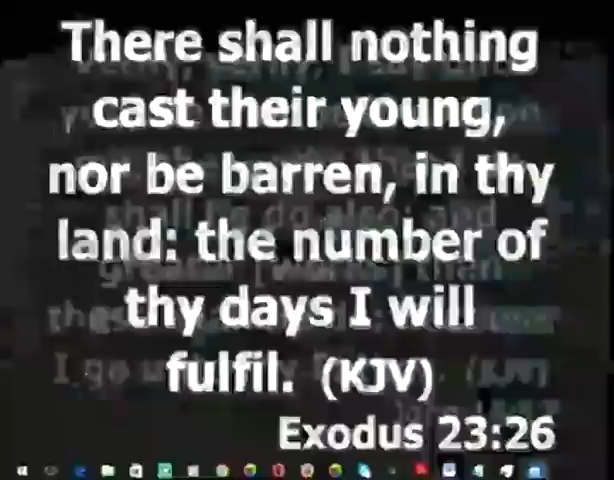 There shall nothing
cast their young,
nor be barren, in thy
land: the number of
thy days I will
fulfil. (KJV)
Exodus 23:26